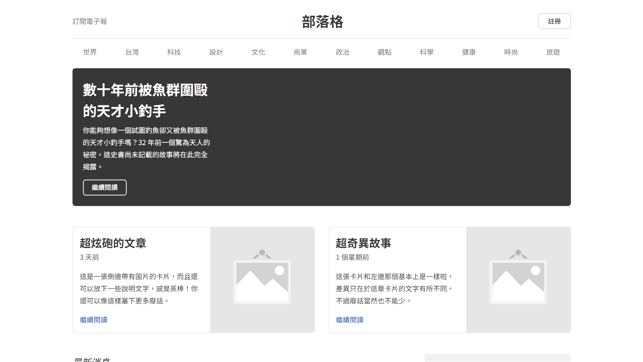 訂閱電子報
部落格
註冊
世界
台灣
科技
設計
文化
商業
政治
觀點
科學
健康
時尚
旅遊
數十年前被魚群圍毆
的天才小釣手
你能夠想像一個試圖釣魚卻又被魚群圍毆
的天才小釣手嗎？32 年前一個驚為天人的
祕密，這史書尚未記載的故事將在此完全
揭露。
繼續閱讀
超炫砲的文章
3 天前
這是一張側邊帶有圖片的卡片，而且還
可以放下一些說明文字，感覺蒸棒！你
還可以像這樣塞下更多廢話。
繼續閱讀
超奇異故事
1 個星期前
這張卡片和左邊那個基本上是一樣啦，
差異只在於這章卡片的文字有所不同。
不過廢話當然也不能少。
繼續閱讀
最新消息